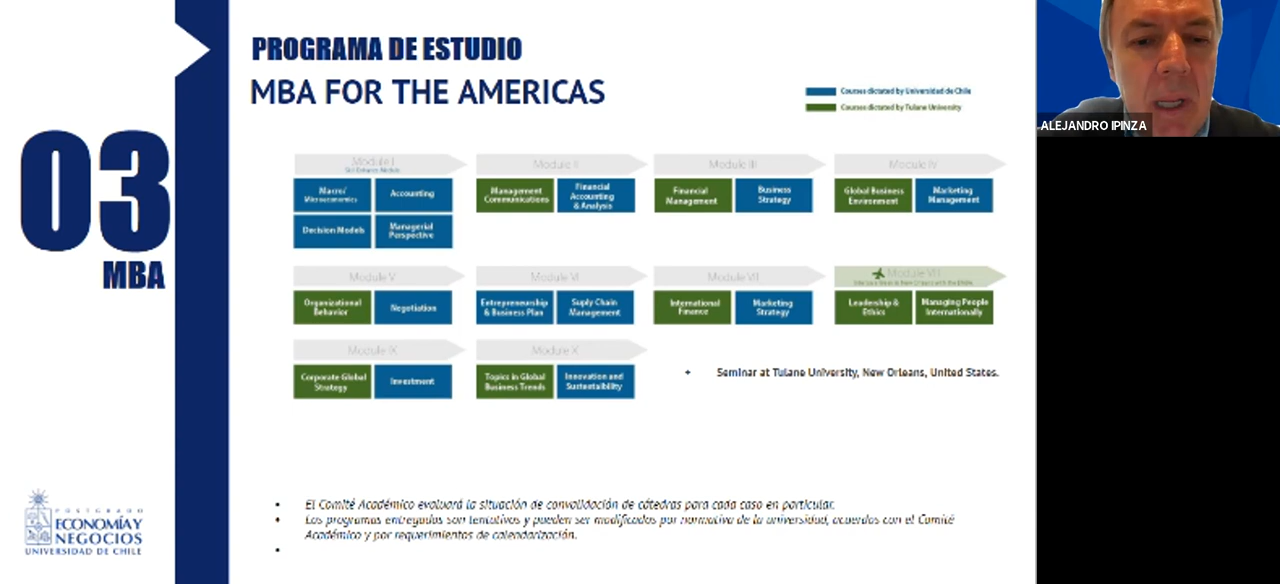 PROGRAMA DE ESTUDIO
MBA FOR THE AMERICAS
Courses dictated by Universidad de Chile
Courses dictated by Tulane University
ALEJANDRO IPINZA
03
MBA
Module I
Module II
Module III
Module IV
Macro/
Microeconomics
Accounting
Decision Models
Managerial
Perspective
Management
Communications
Financial
Accounting
& Analysis
Financial
Management
Business
Strategy
Global Business
Environment
Marketing
Management
Module V
Module VI
Module VII
Module VIII
Organizational
Behavior
Negotiation
Entrepreneurship
& Business Plan
Suply Chain
Management
International
Finance
Marketing
Strategy
Leadership &
Ethics
Managing People
Internationally
Module IX
Module X
Corporate Global
Strategy
Investment
Topics in Global
Business Trends
Innovation and
Sustentaibility
+ Seminar at Tulane University, New Orleans, United States.
• El Comité Académico evaluará la situación de convalidación de cátedras para cada caso en particular.
• Los programas entregados son tentativos y pueden ser modificados por normativa de la universidad, acuerdos con el Comité
Académico y por requerimientos de calendarización.
•
POSTGRADO
ECONOMÍA Y
NEGOCIOS
UNIVERSIDAD DE CHILE